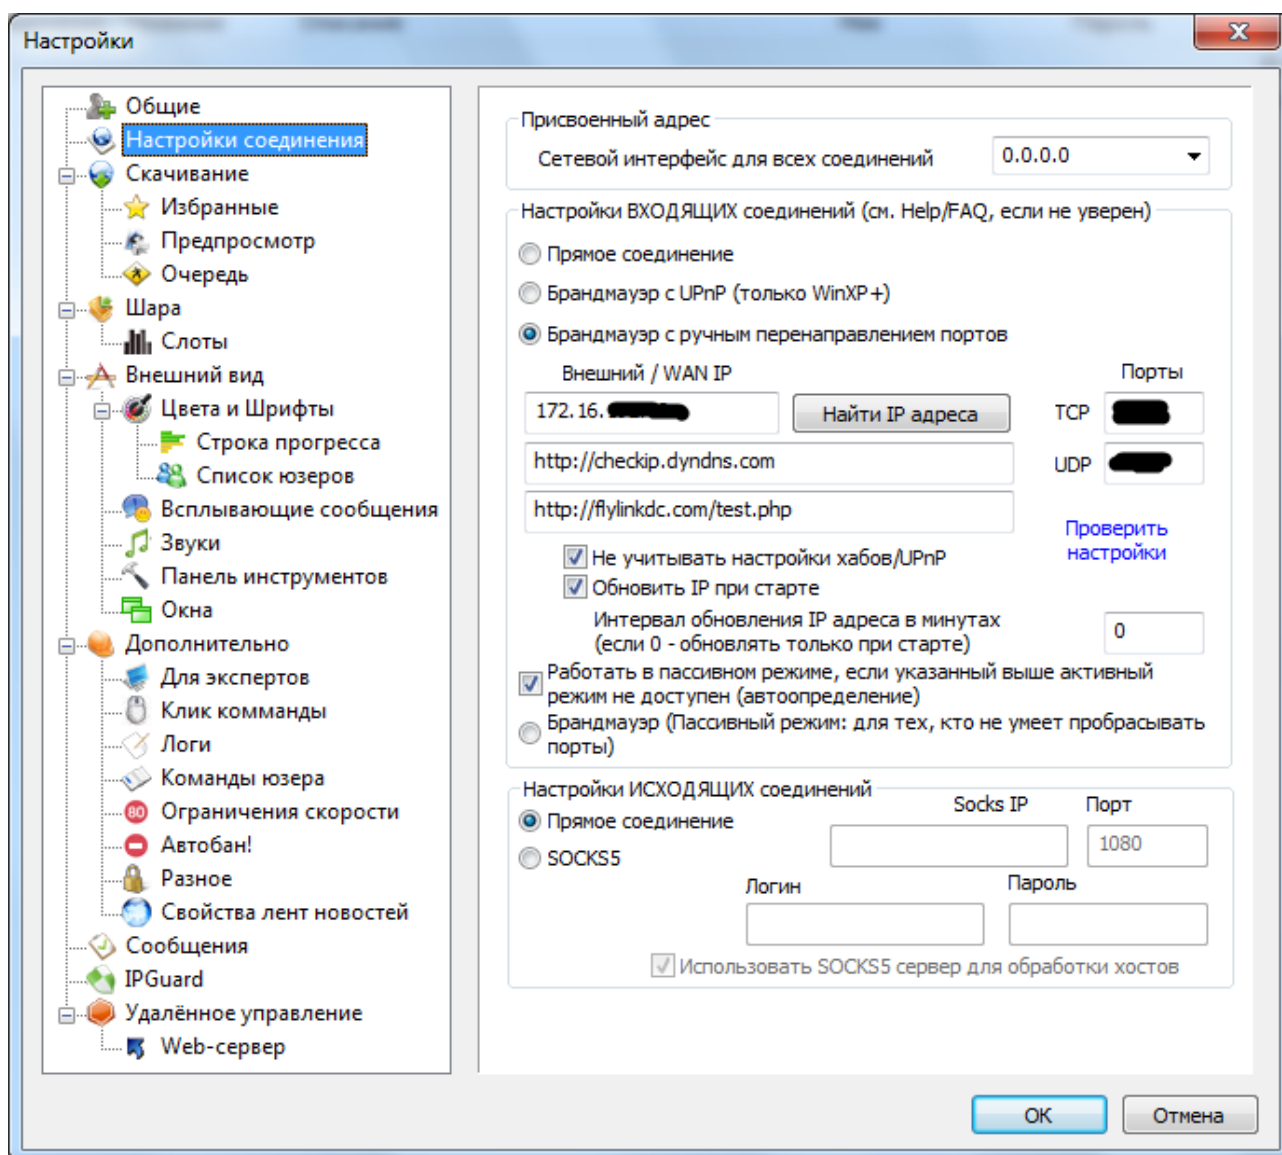 Настройки
Общие
Настройки соединения
Скачивание
Избранные
Предпросмотр
Очередь
Шара
Слоты
Внешний вид
Цвета и Шрифты
Строка прогресса
Список юзеров
Всплывающие сообщения
Звуки
Панель инструментов
Окна
Дополнительно
Для экспертов
Клик комманды
Логи
Команды юзера
80
Ограничения скорости
Автобан!
Разное
Свойства лент новостей
Сообщения
IPGuard
Удалённое управление
Web-сервер
Присвоенный адрес
Сетевой интерфейс для всех соединений 0.0.0.0
Настройки ВХОДЯЩИХ соединений (см. Help/FAQ, если не уверен)
Прямое соединение
Брандмауэр с UPnP (только WinXP+)
Брандмауэр с ручным перенаправлением портов
Внешний / WAN IP Порты
172.16. Найти IP адреса TCP
http://checkip.dyndns.com UDP
http://flylinkdc.com/test.php
Проверить
настройки
Не учитывать настройки хабов/UPnP
Обновить IP при старте
Интервал обновления IP адреса в минутах
(если 0 - обновлять только при старте) 0
Работать в пассивном режиме, если указанный выше активный
режим не доступен (автоопределение)
Брандмауэр (Пассивный режим: для тех, кто не умеет пробрасывать
порты)
Настройки ИСХОДЯЩИХ соединений
Socks IP Порт
Прямое соединение
1080
SOCKS5
Логин Пароль
Использовать SOCKS5 сервер для обработки хостов
OK Отмена